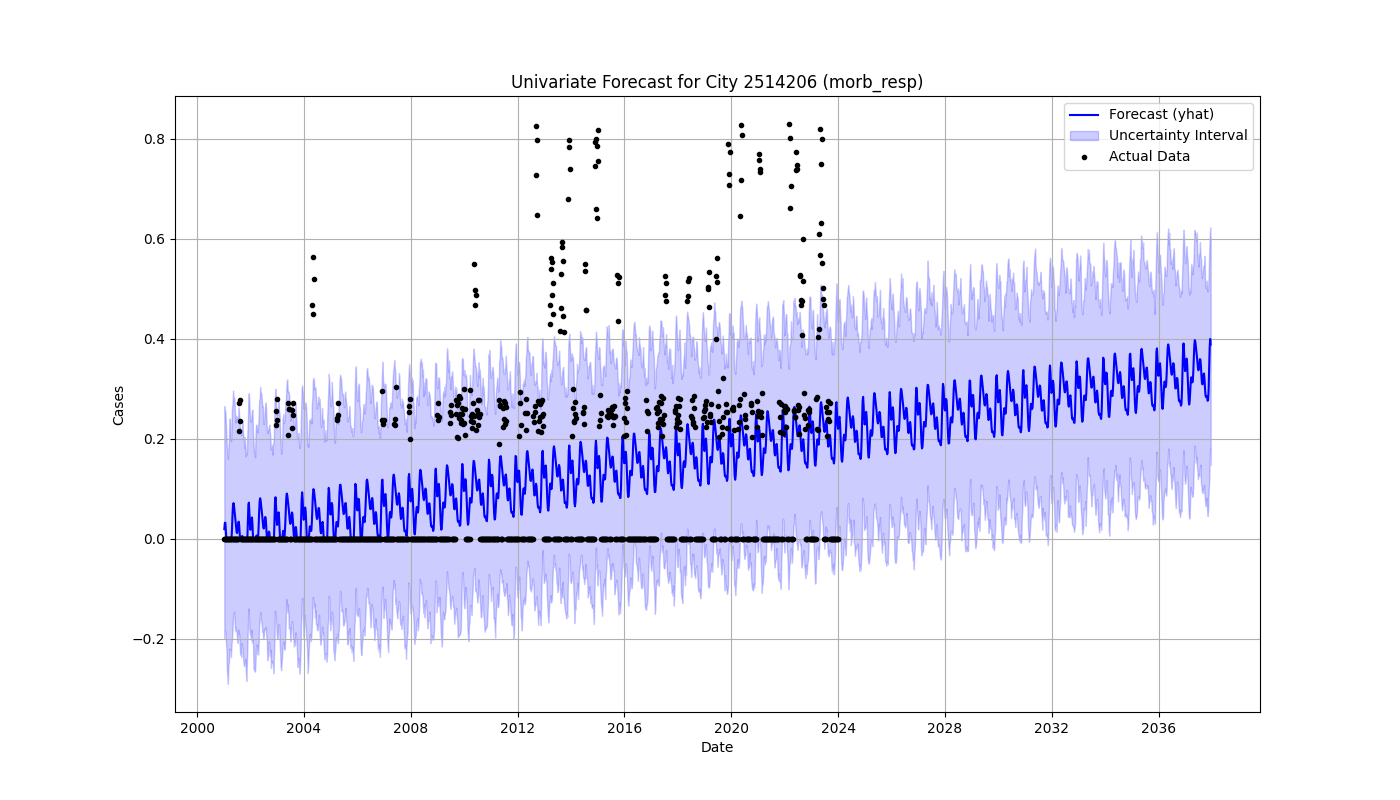 Univariate Forecast for City 2514206 (morb_resp)
Forecast (yhat)
Uncertainty Interval
Actual Data
Cases
0.8
0.6
0.4
0.2
0.0
−0.2
2000 2004 2008 2012 2016 2020 2024 2028 2032 2036
Date